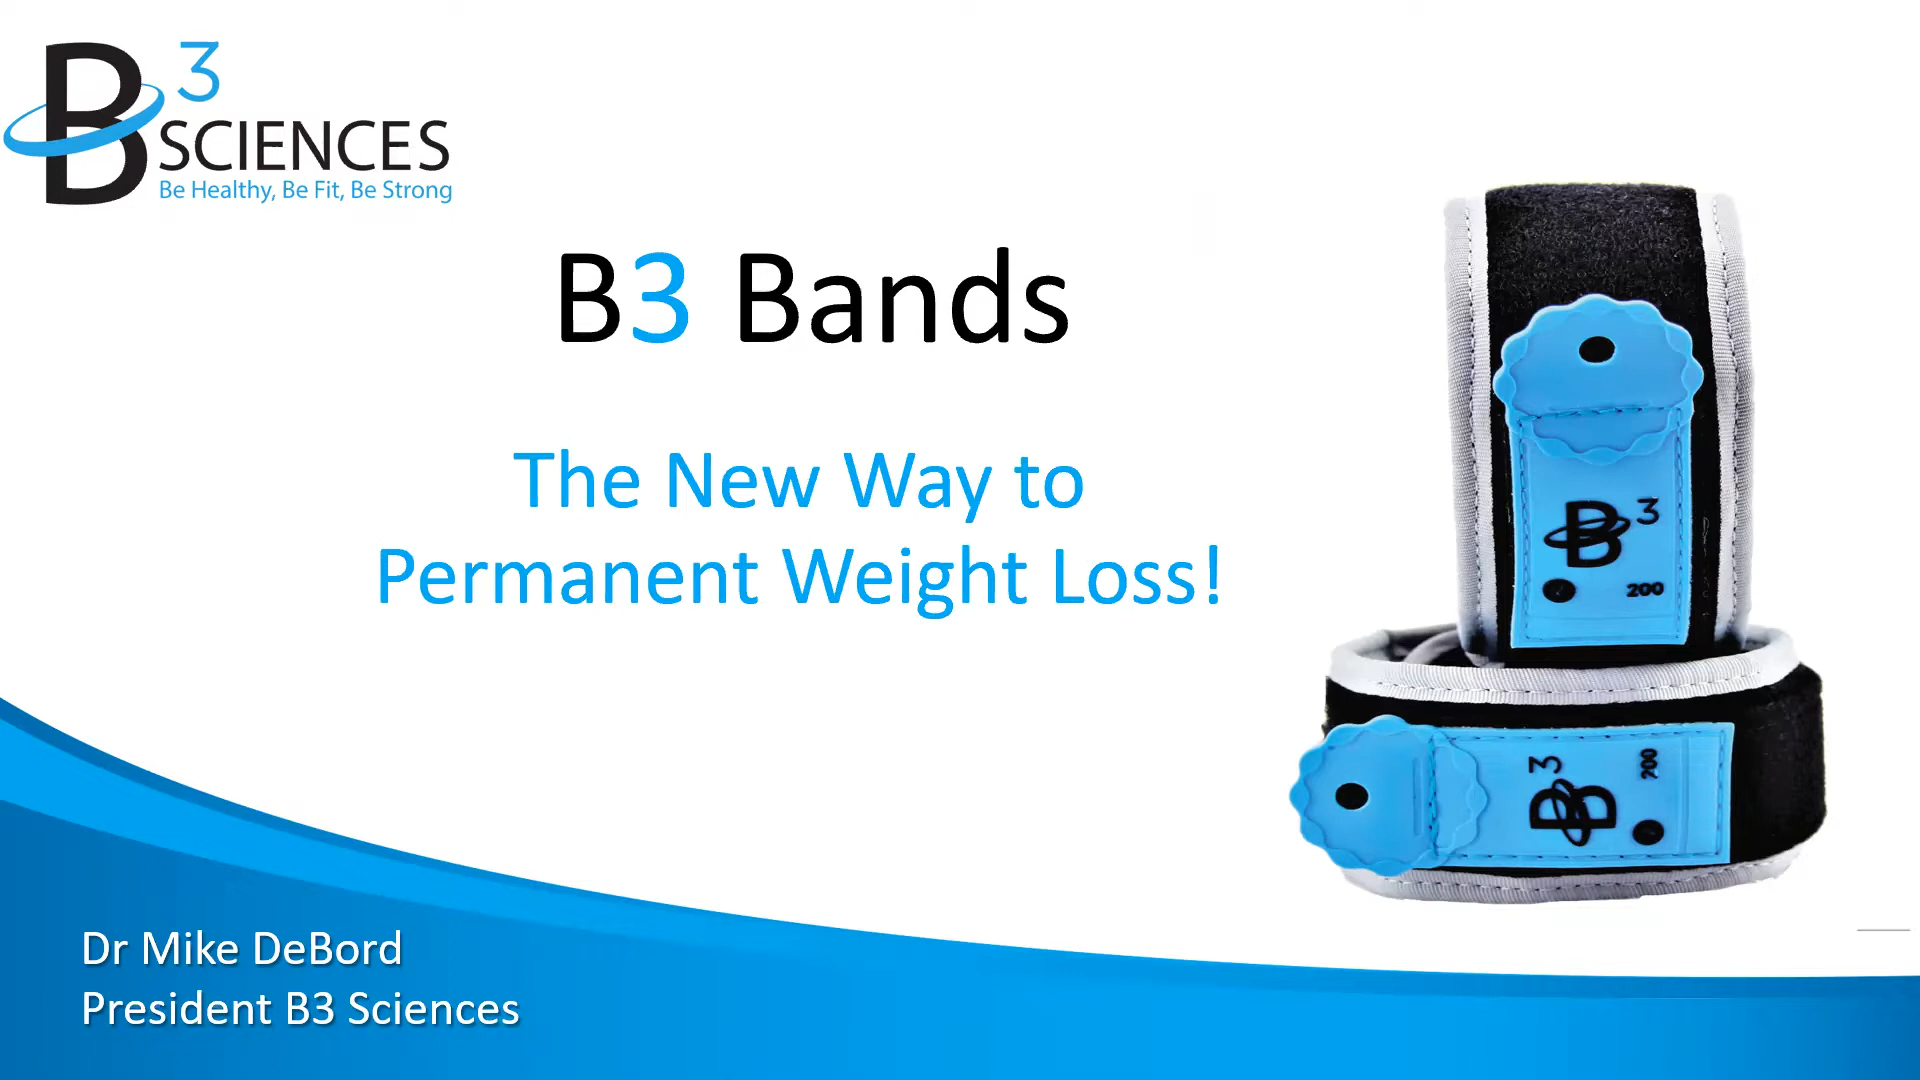 B3 SCIENCES
Be Healthy, Be Fit, Be Strong
B3 Bands
The New Way to
Permanent Weight Loss!
B3
200
B3
200
Dr Mike DeBord
President B3 Sciences